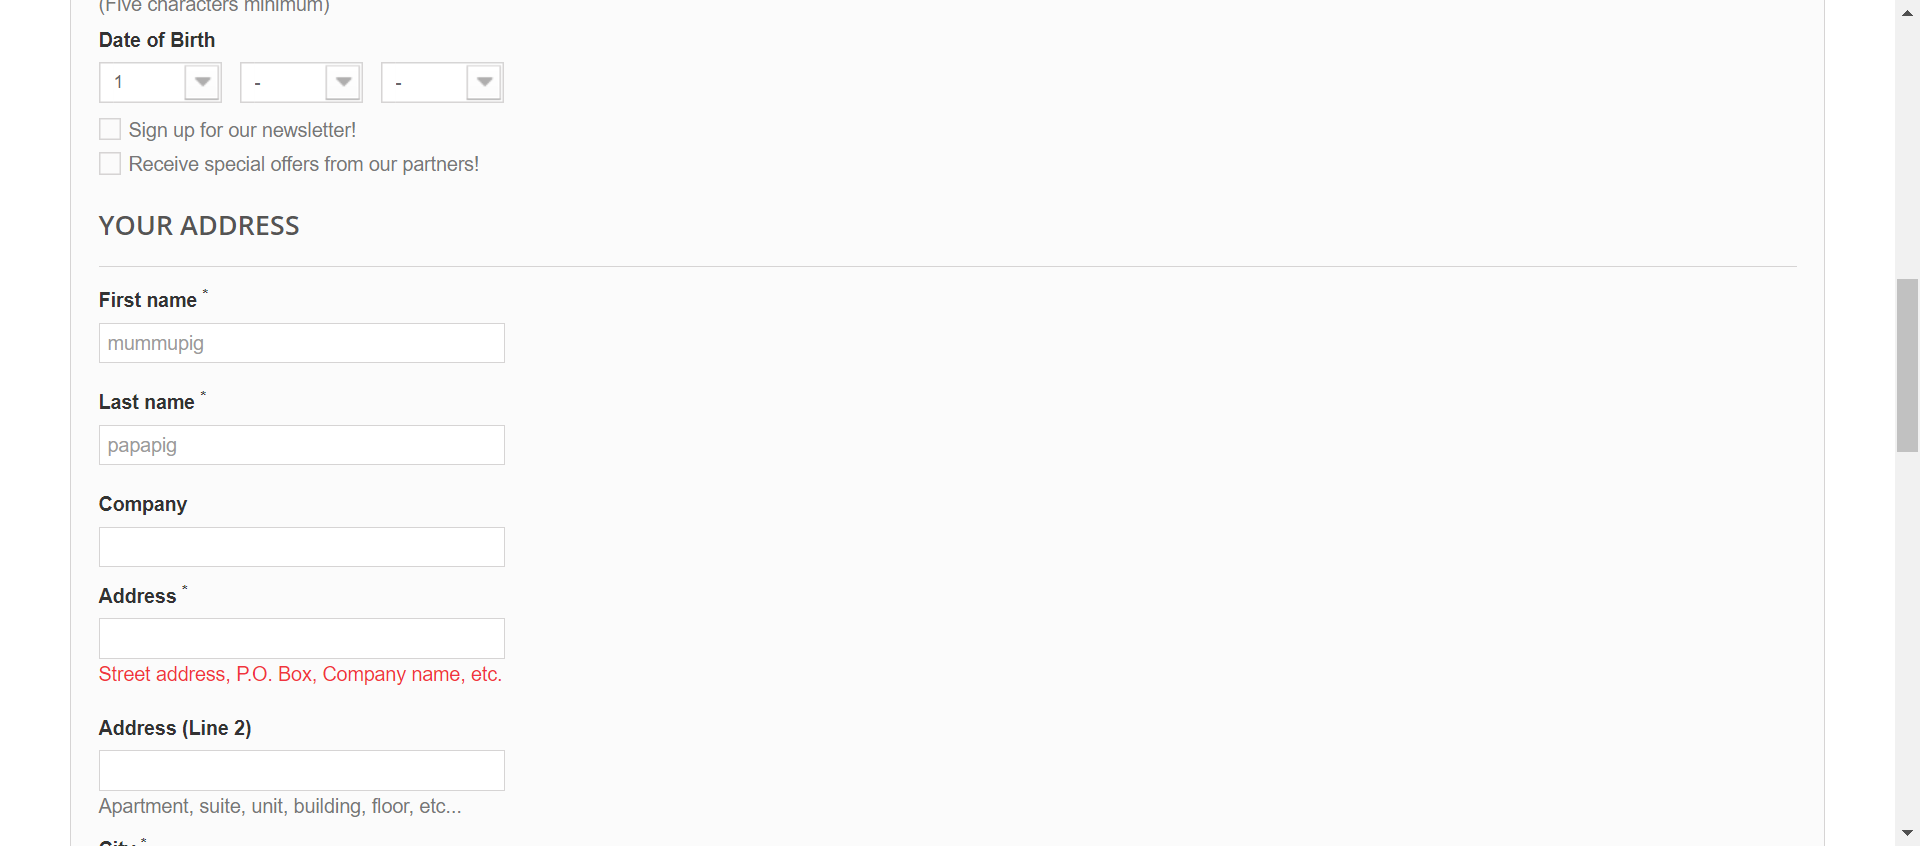 (Five characters minimum)
Date of Birth
1 - -
Sign up for our newsletter!
Receive special offers from our partners!
YOUR ADDRESS
First name *
mummupig
Last name *
papapig
Company
Address *
Street address, P.O. Box, Company name, etc.
Address (Line 2)
Apartment, suite, unit, building, floor, etc...
City *